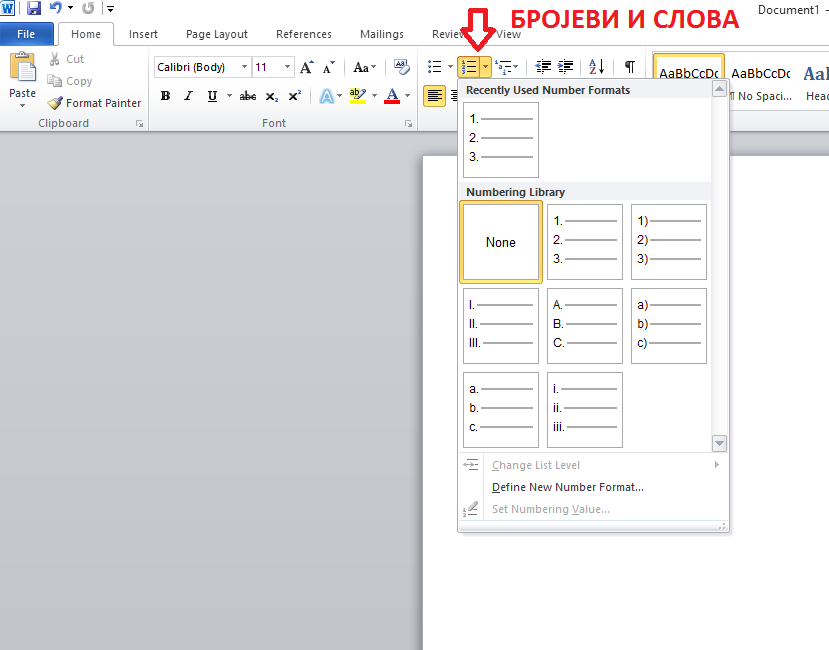 Document1 -
БРОЈЕВИ И СЛОВА
File Home Insert Page Layout References Mailings Review View
Paste
Cut
Copy
Format Painter
Clipboard
Calibri (Body) 11 A A Aa
B I U abc X₂ X² A ab A
Font
AaBbCcDc AaBbCcDc AaI
¶ No Spaci... Head
Recently Used Number Formats
1.
2.
3.
Numbering Library
None
1.
2.
3.
1)
2)
3)
I.
II.
III.
A.
B.
C.
a)
b)
c)
a.
b.
c.
i.
ii.
iii.
Change List Level
Define New Number Format...
Set Numbering Value...